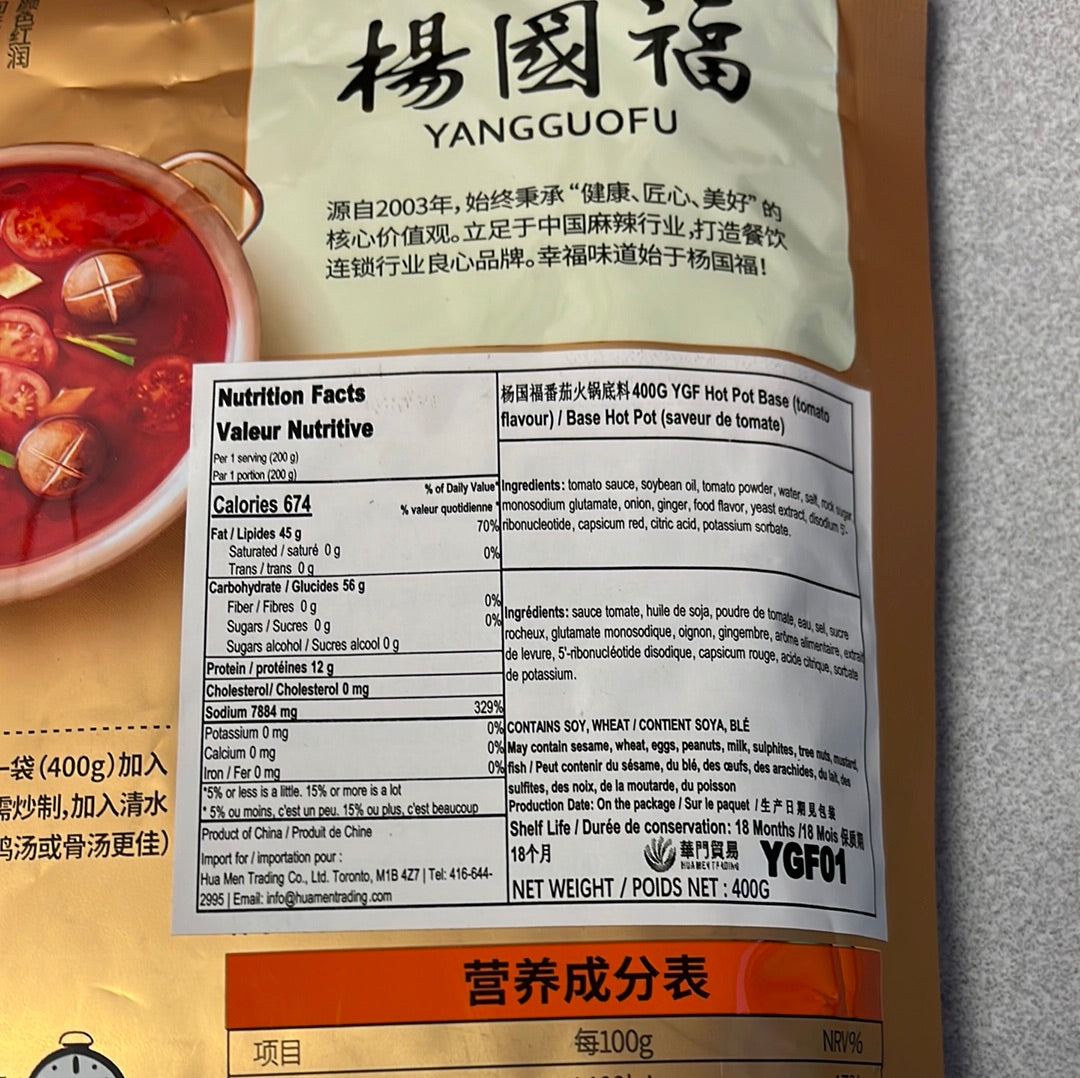 颜色红润
楊國福
YANGGUOFU
源自2003年,始终秉承“健康、匠心、美好”的
核心价值观。立足于中国麻辣行业,打造餐饮
连锁行业良心品牌。幸福味道始于杨国福!
Nutrition Facts
Valeur Nutritive
Per 1 serving (200 g)
Par 1 portion (200 g)
% of Daily Value*
Calories 674
% valeur quotidienne *
Fat / Lipides 45 g 70%
Saturated / saturé 0 g 0%
Trans / trans 0 g
Carbohydrate / Glucides 56 g
Fiber / Fibres 0 g 0%
Sugars / Sucres 0 g 0%
Sugars alcohol / Sucres alcool 0 g
Protein / protéines 12 g
Cholesterol/ Cholesterol 0 mg
Sodium 7884 mg 329%
Potassium 0 mg 0%
Calcium 0 mg 0%
Iron / Fer 0 mg 0%
*5% or less is a little. 15% or more is a lot
* 5% ou moins, c'est un peu. 15% ou plus, c'est beaucoup
Product of China / Produit de Chine
Import for / importation pour :
Hua Men Trading Co., Ltd. Toronto, M1B 4Z7 | Tel: 416-644-
2995 | Email: info@huamentrading.com
杨国福番茄火锅底料400G YGF Hot Pot Base (tomato
flavour) / Base Hot Pot (saveur de tomate)
Ingredients: tomato sauce, soybean oil, tomato powder, water, salt, rock sugar
monosodium glutamate, onion, ginger, food flavor, yeast extract, disodium 5'-
ribonucleotide, capsicum red, citric acid, potassium sorbate.
Ingrédients: sauce tomate, huile de soja, poudre de tomate, eau, sel, sucre
rocheux, glutamate monosodique, oignon, gingembre, arôme alimentaire, extrait
de levure, 5'-ribonucléotide disodique, capsicum rouge, acide citrique, sorbate
de potassium.
CONTAINS SOY, WHEAT / CONTIENT SOYA, BLÉ
May contain sesame, wheat, eggs, peanuts, milk, sulphites, tree nuts, mustard,
fish / Peut contenir du sésame, du blé, des œufs, des arachides, du lait, des
sulfites, des noix, de la moutarde, du poisson
Production Date: On the package / Sur le paquet / 生产日期见包装
Shelf Life / Durée de conservation: 18 Months /18 Mois 保质期
18个月
華門貿易
HUAMEN TRADING
YGF01
NET WEIGHT / POIDS NET : 400G
一袋(400g)加入
需炒制,加入清水
鸡汤或骨汤更佳)
营养成分表
项目 每100g NRV%